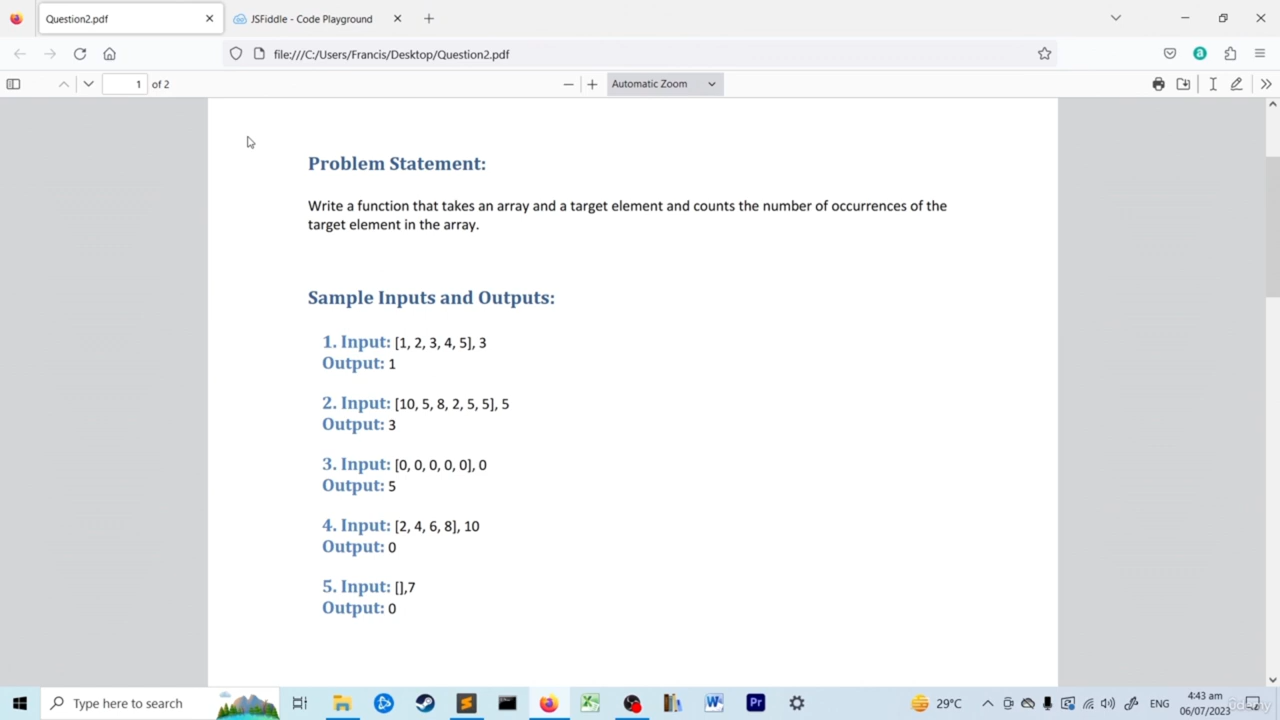 Question2.pdf
JSFiddle - Code Playground
file:///C:/Users/Francis/Desktop/Question2.pdf
1 of 2
Automatic Zoom
Problem Statement:
Write a function that takes an array and a target element and counts the number of occurrences of the
target element in the array.
Sample Inputs and Outputs:
1. Input: [1, 2, 3, 4, 5], 3
Output: 1
2. Input: [10, 5, 8, 2, 5, 5], 5
Output: 3
3. Input: [0, 0, 0, 0, 0], 0
Output: 5
4. Input: [2, 4, 6, 8], 10
Output: 0
5. Input: [],7
Output: 0
Type here to search
W
Pr
29°C
ENG
4:43 am
06/07/2023